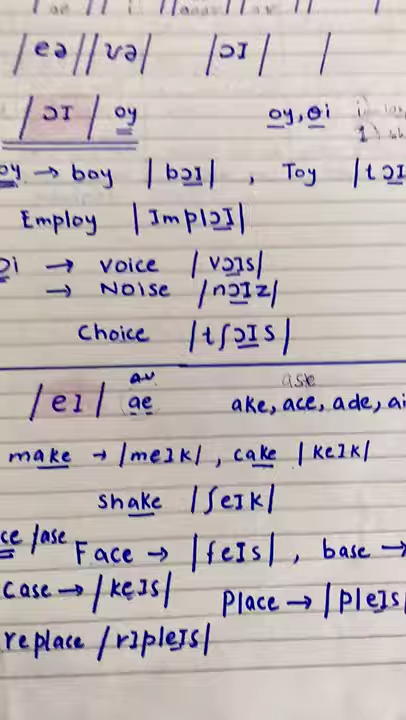 /eə//ʊə/ /ɔɪ/ /
/ɔɪ/ oy oy, oi
oy → boy |bɔɪ|, Toy |tɔɪ
Employ |ɪmplɔɪ|
oi → voice /vɔɪs/
→ Noise /nɔɪz/
Choice /tʃɔɪs|
/eɪ/ ae ake, ace, ade, ai
make → /meɪk/, cake |keɪk/
shake |ʃeɪk/
ce/ase Face → |feɪs|, base →
case → /keɪs| Place → |pleɪs/
replace /rɪpleɪs|